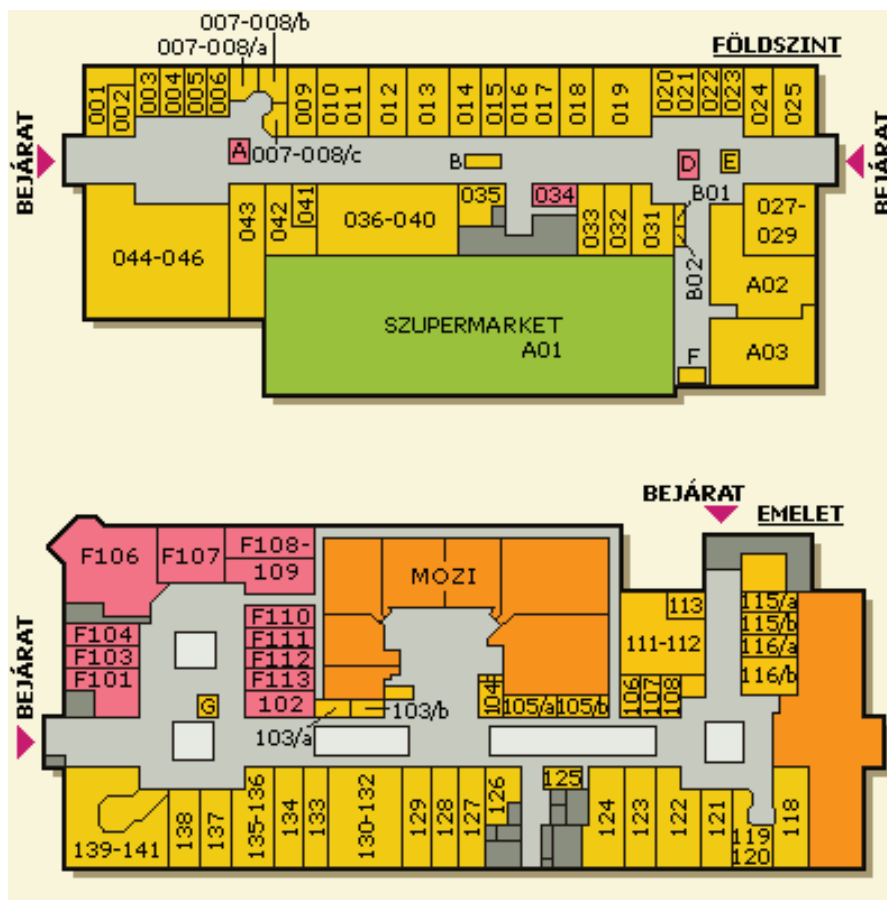 007-008/b
007-008/a
FÖLDSZINT
001
002
003
004
005
006
009
010
011
012
013
014
015
016
017
018
019
020
021
022
023
024
025
BEJÁRAT
A
007-008/c
B
D
E
BEJÁRAT
044-046
043
042
041
036-040
035
034
033
032
031
B01
B02
027-
029
A02
SZUPERMARKET
A01
F
A03
BEJÁRAT
EMELET
F106
F107
F108-
109
MOZI
F104
F103
F101
F110
F111
F112
F113
102
G
103/a
103/b
104
105/a
105/b
113
111-112
106
107
108
115/a
115/b
116/a
116/b
BEJÁRAT
139-141
138
137
135-136
134
133
130-132
129
128
127
126
125
124
123
122
121
119
120
118